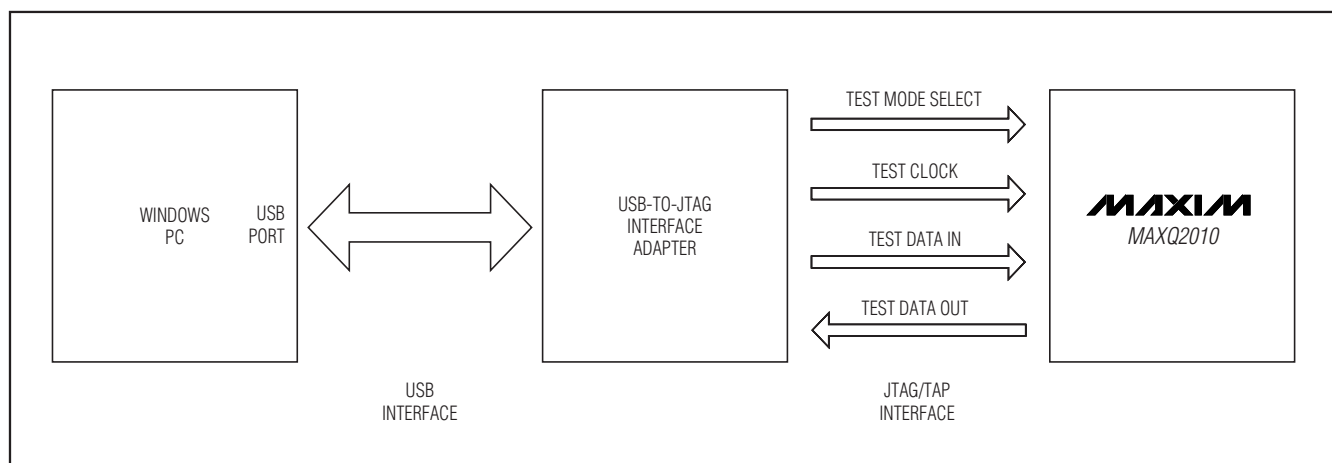 WINDOWS
PC
USB
PORT
USB
INTERFACE
USB-TO-JTAG
INTERFACE
ADAPTER
TEST MODE SELECT
TEST CLOCK
TEST DATA IN
TEST DATA OUT
JTAG/TAP
INTERFACE
MAXIM
MAXQ2010